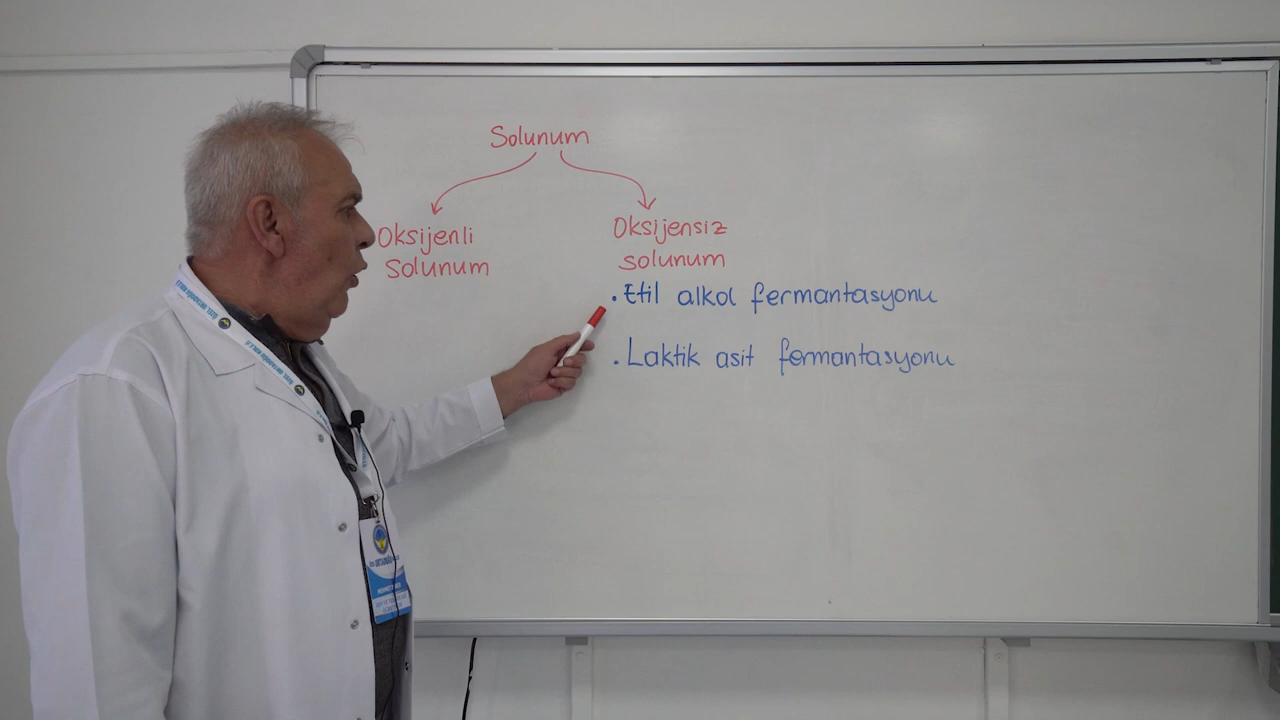 Solunum
Oksijenli
Solunum
Oksijensiz
solunum
. Etil alkol fermantasyonu
. Laktik asit fermantasyonu